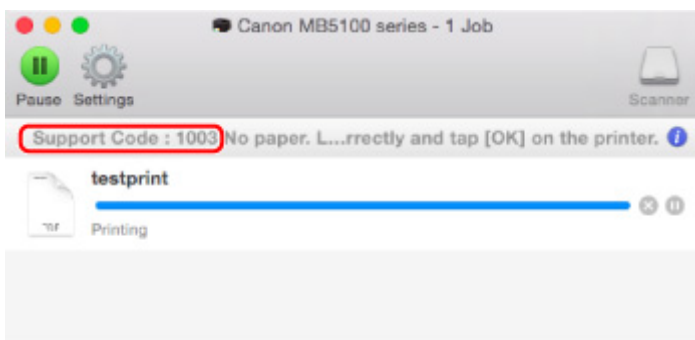 Canon MB5100 series - 1 Job
Pause Settings Scanner
Support Code : 1003 No paper. L...rrectly and tap [OK] on the printer.
testprint
Printing